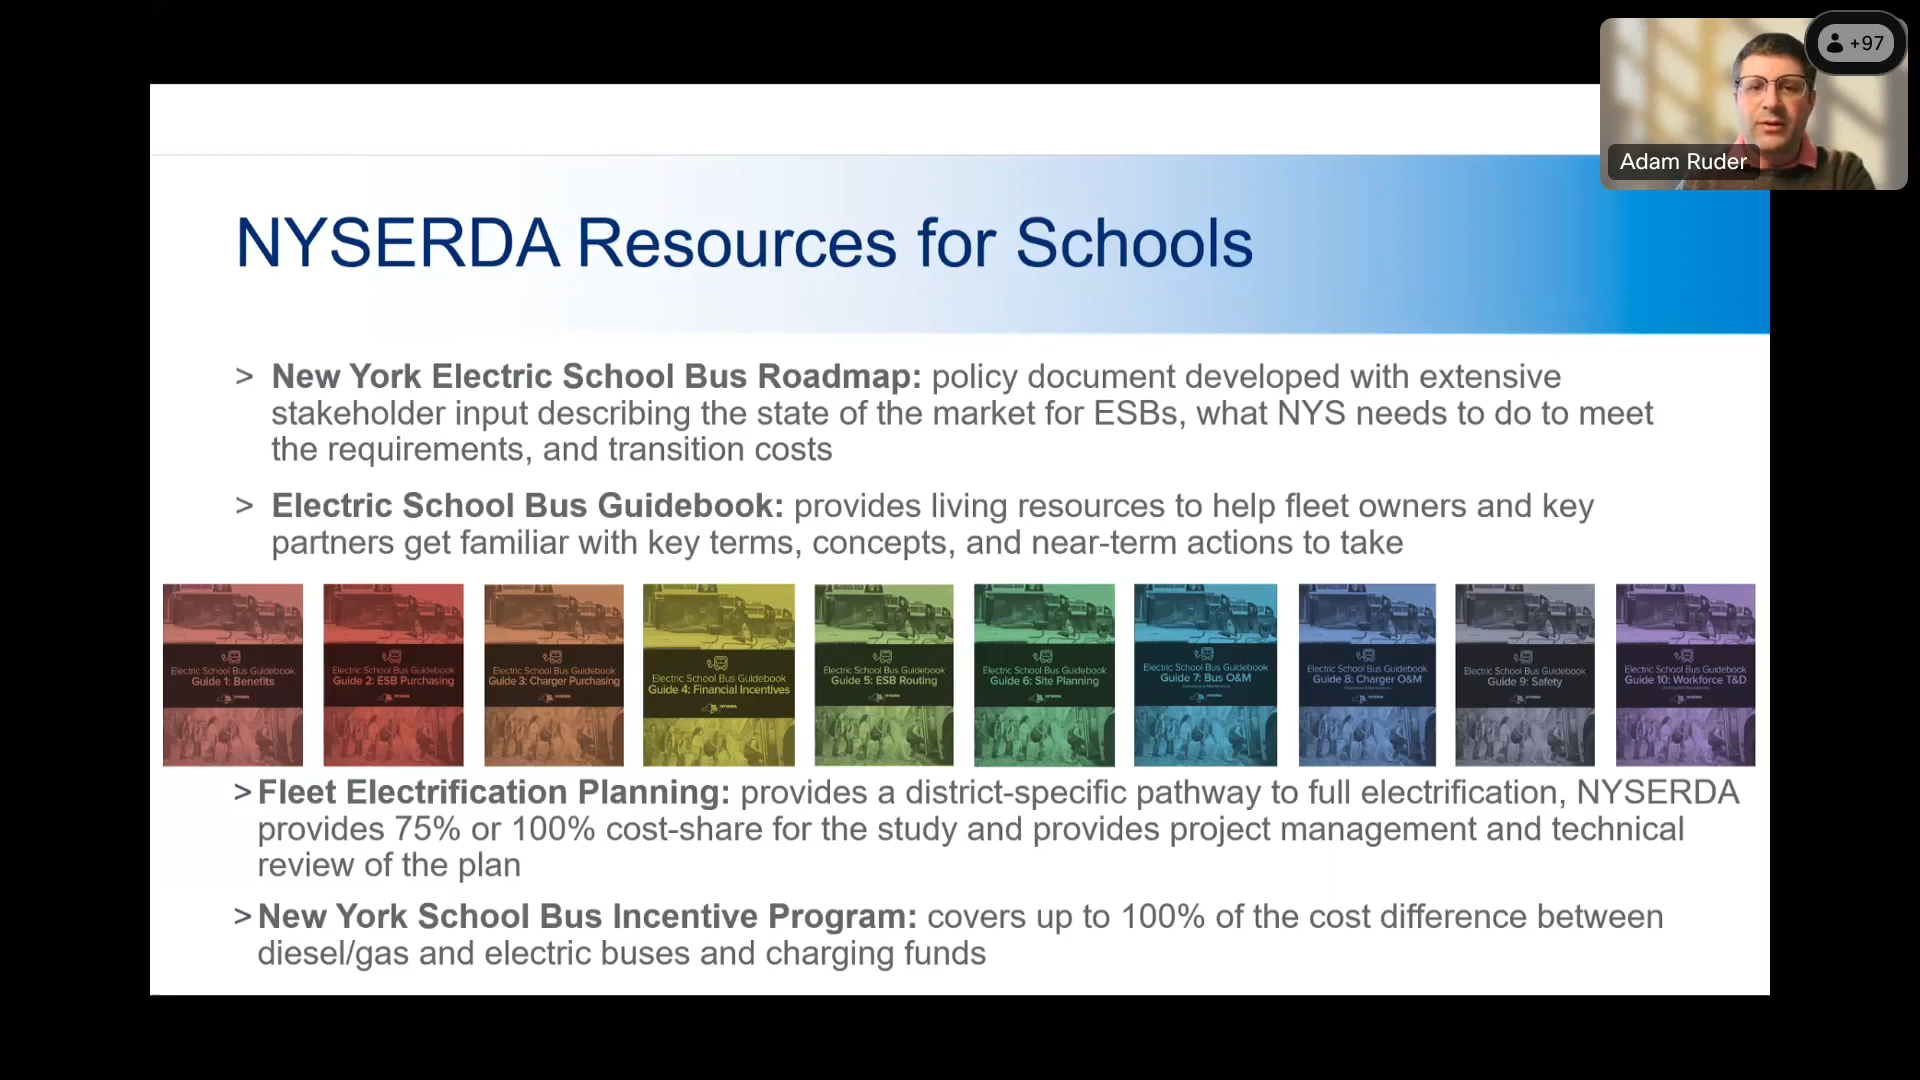 +97
Adam Ruder
NYSERDA Resources for Schools
> New York Electric School Bus Roadmap: policy document developed with extensive
stakeholder input describing the state of the market for ESBs, what NYS needs to do to meet
the requirements, and transition costs
> Electric School Bus Guidebook: provides living resources to help fleet owners and key
partners get familiar with key terms, concepts, and near-term actions to take
Electric School Bus Guidebook
Guide 1: Benefits
Electric School Bus Guidebook
Guide 2: ESB Purchasing
Electric School Bus Guidebook
Guide 3: Charger Purchasing
Electric School Bus Guidebook
Guide 4: Financial Incentives
Electric School Bus Guidebook
Guide 5: ESB Routing
Electric School Bus Guidebook
Guide 6: Site Planning
Electric School Bus Guidebook
Guide 7: Bus O&M
Electric School Bus Guidebook
Guide 8: Charger O&M
Electric School Bus Guidebook
Guide 9: Safety
Electric School Bus Guidebook
Guide 10: Workforce T&D
> Fleet Electrification Planning: provides a district-specific pathway to full electrification, NYSERDA
provides 75% or 100% cost-share for the study and provides project management and technical
review of the plan
> New York School Bus Incentive Program: covers up to 100% of the cost difference between
diesel/gas and electric buses and charging funds